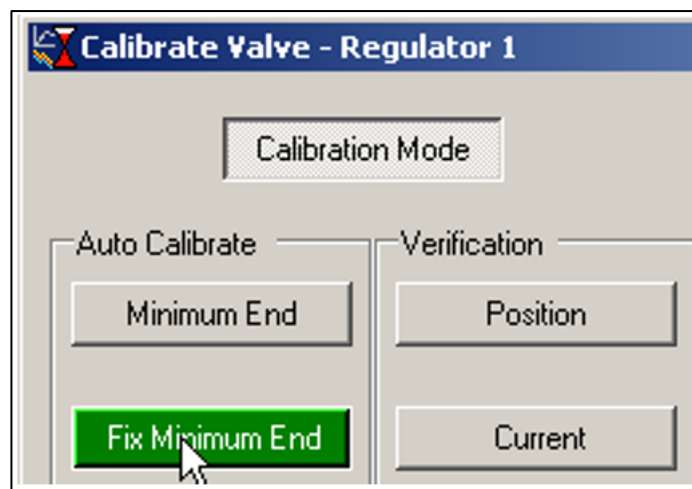 Calibrate Valve - Regulator 1
Calibration Mode
Auto Calibrate
Minimum End
Fix Minimum End
Verification
Position
Current